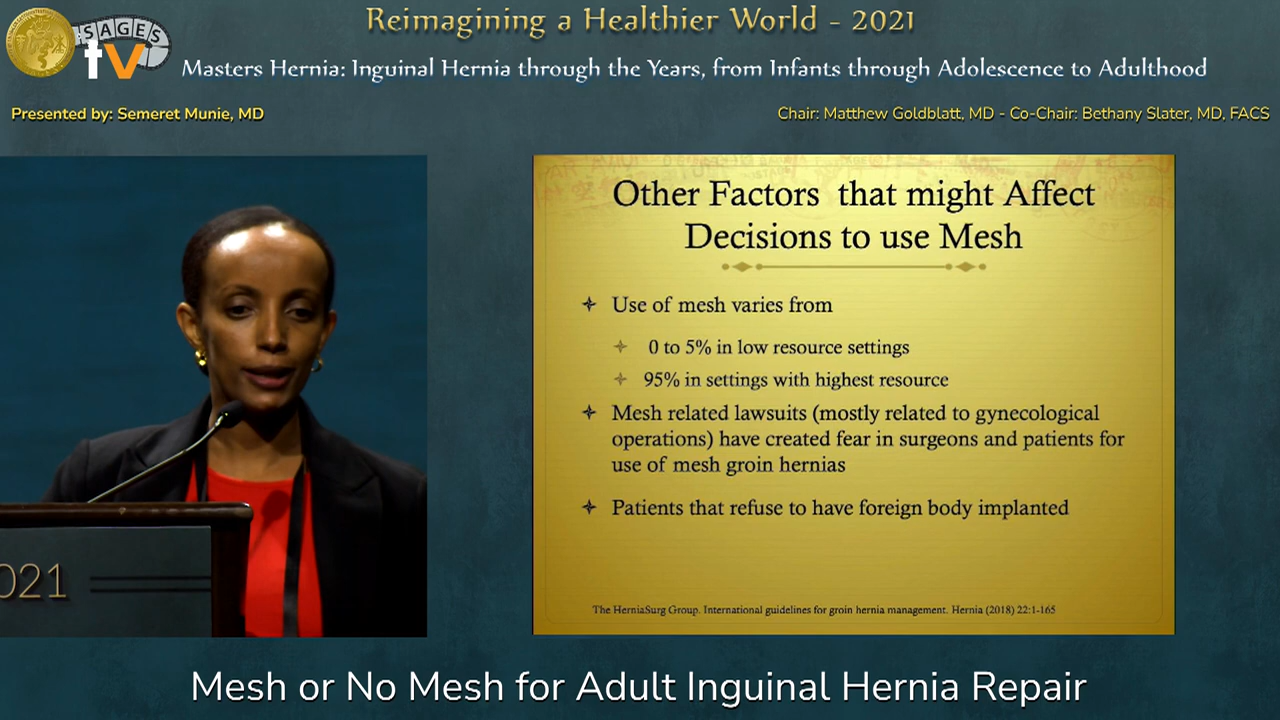 Reimagining a Healthier World - 2021
SAGES
tv
Masters Hernia: Inguinal Hernia through the Years, from Infants through Adolescence to Adulthood
Presented by: Semeret Munie, MD
Chair: Matthew Goldblatt, MD - Co-Chair: Bethany Slater, MD, FACS
Other Factors that might Affect
Decisions to use Mesh
Use of mesh varies from
0 to 5% in low resource settings
95% in settings with highest resource
Mesh related lawsuits (mostly related to gynecological
operations) have created fear in surgeons and patients for
use of mesh groin hernias
Patients that refuse to have foreign body implanted
The HerniaSurg Group. International guidelines for groin hernia management. Hernia (2018) 22:1-165
021
Mesh or No Mesh for Adult Inguinal Hernia Repair